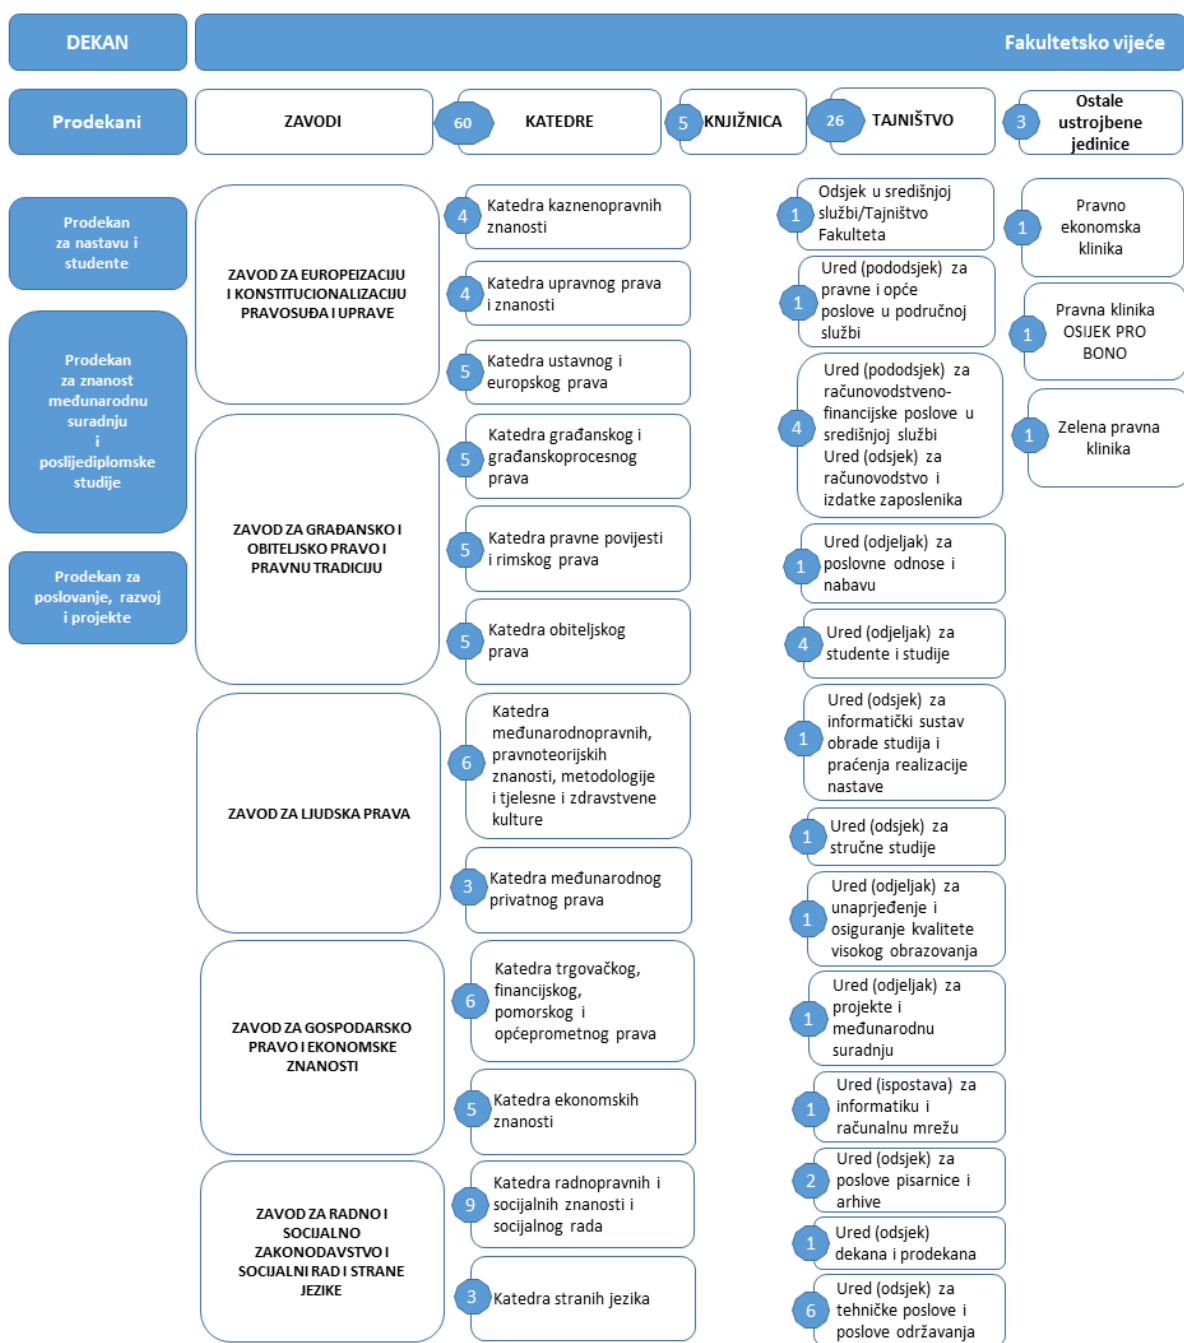 DEKAN
Fakultetsko vijeće
Prodekani
ZAVODI
60
KATEDRE
5
KNJIŽNICA
26
TAJNIŠTVO
3
Ostale
ustrojbene
jedinice
Prodekan
za nastavu i
studente
Prodekan
za znanost
međunarodnu
suradnju
i
poslijediplomske
studije
Prodekan za
poslovanje, razvoj
i projekte
ZAVOD ZA EUROPEIZACIJU
I KONSTITUCIONALIZACIJU
PRAVOSUĐA I UPRAVE
ZAVOD ZA GRAĐANSKO I
OBITELJSKO PRAVO I
PRAVNU TRADICIJU
ZAVOD ZA LJUDSKA PRAVA
ZAVOD ZA GOSPODARSKO
PRAVO I EKONOMSKE
ZNANOSTI
ZAVOD ZA RADNO I
SOCIJALNO
ZAKONODAVSTVO I
SOCIJALNI RAD I STRANE
JEZIKE
4
Katedra kaznenopravnih
znanosti
4
Katedra upravnog prava
i znanosti
5
Katedra ustavnog i
europskog prava
5
Katedra građanskog i
građanskoprocesnog
prava
5
Katedra pravne povijesti
i rimskog prava
5
Katedra obiteljskog
prava
6
Katedra
međunarodnopravnih,
pravnoteorijskih
znanosti, metodologije
i tjelesne i zdravstvene
kulture
3
Katedra međunarodnog
privatnog prava
6
Katedra trgovačkog,
financijskog,
pomorskog i
općeprometnog prava
5
Katedra ekonomskih
znanosti
9
Katedra radnopravnih i
socijalnih znanosti i
socijalnog rada
3
Katedra stranih jezika
1
Odsjek u središnjoj
službi/Tajništvo
Fakulteta
1
Ured (pododsjek) za
pravne i opće
poslove u područnoj
službi
4
Ured (pododsjek) za
računovodstveno-
financijske poslove u
središnjoj službi
Ured (odsjek) za
računovodstvo i
izdatke zaposlenika
1
Ured (odjeljak) za
poslovne odnose i
nabavu
4
Ured (odjeljak) za
studente i studije
1
Ured (odsjek) za
informatički sustav
obrade studija i
praćenja realizacije
nastave
1
Ured (odsjek) za
stručne studije
1
Ured (odjeljak) za
unaprjeđenje i
osiguranje kvalitete
visokog obrazovanja
1
Ured (odjeljak) za
projekte i
međunarodnu
suradnju
1
Ured (ispostava) za
informatiku i
računalnu mrežu
2
Ured (odsjek) za
poslove pisarnice i
arhive
1
Ured (odsjek)
dekana i prodekana
6
Ured (odsjek) za
tehničke poslove i
poslove održavanja
1
Pravno
ekonomska
klinika
1
Pravna klinika
OSIJEK PRO
BONO
1
Zelena pravna
klinika